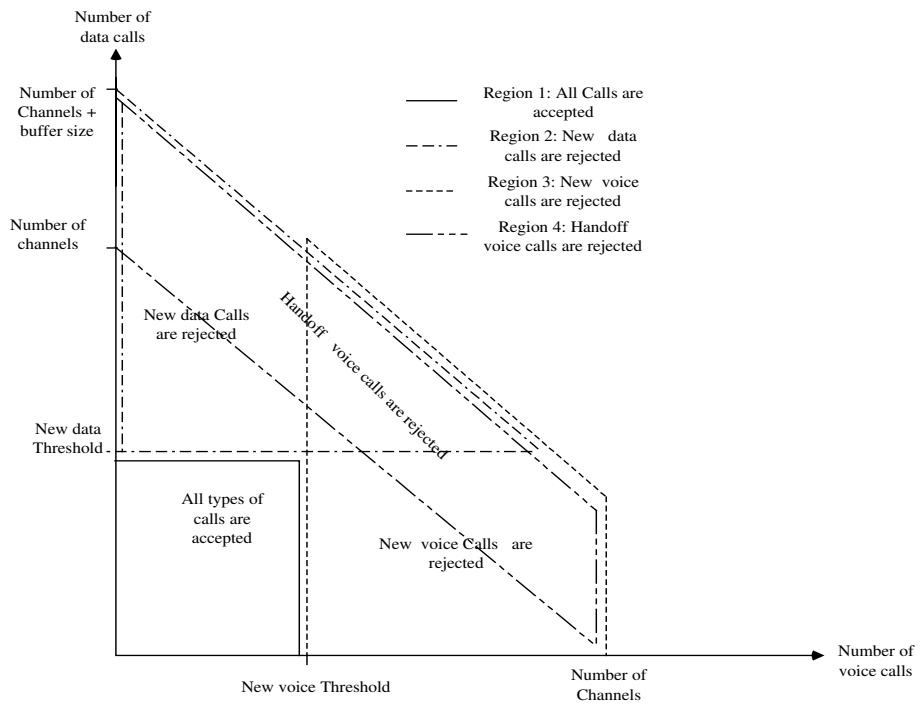 Number of
data calls
Number of
Channels +
buffer size
Region 1: All Calls are
accepted
Region 2: New data
calls are rejected
Region 3: New voice
calls are rejected
Region 4: Handoff
voice calls are rejected
Number of
channels
New data Calls
are rejected
Handoff voice calls are rejected
New data
Threshold
All types of
calls are
accepted
New voice Calls are
rejected
Number of
voice calls
New voice Threshold
Number of
Channels